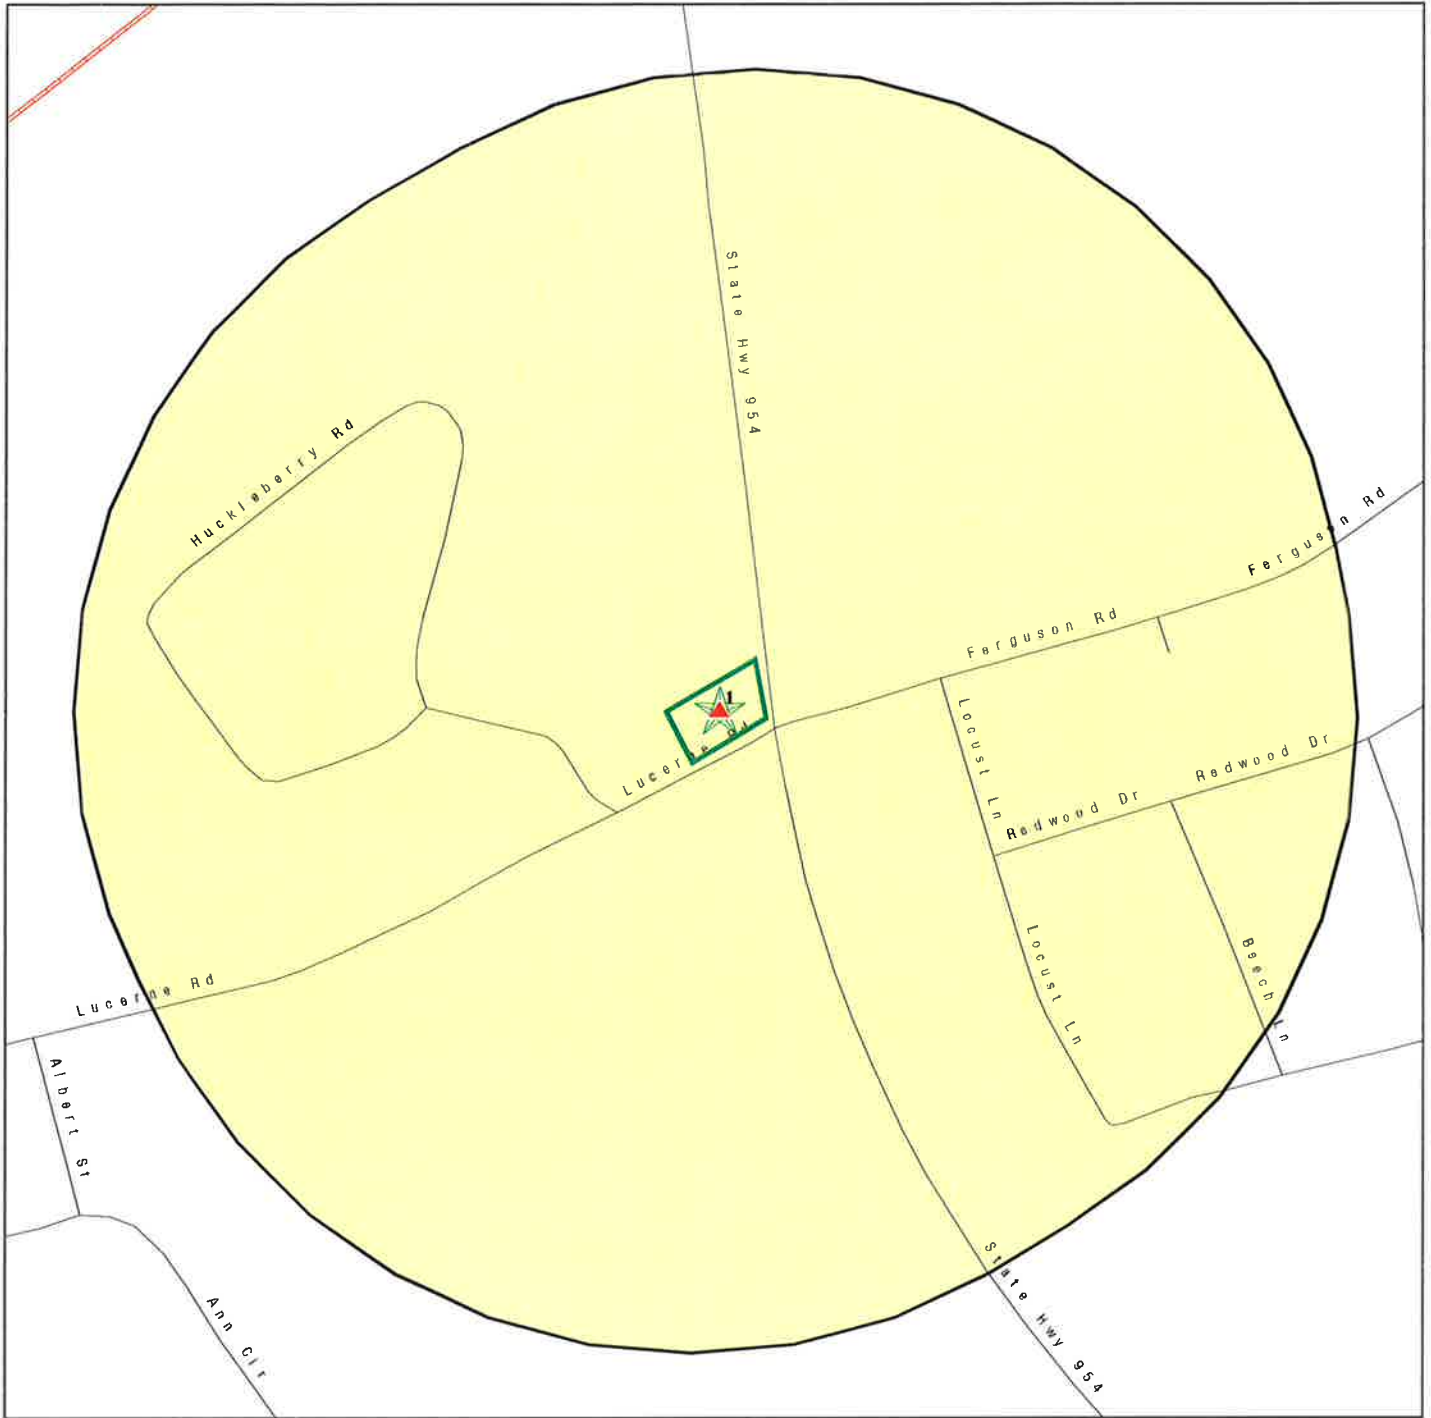 State Hwy 954
Huckleberry Rd
Ferguson Rd
Ferguson Rd
1
Lucerne Rd
Locust Ln
Redwood Dr
Redwood Dr
Locust Ln
Beech Ln
Lucerne Rd
Albert St
State Hwy 954
Ann Cir